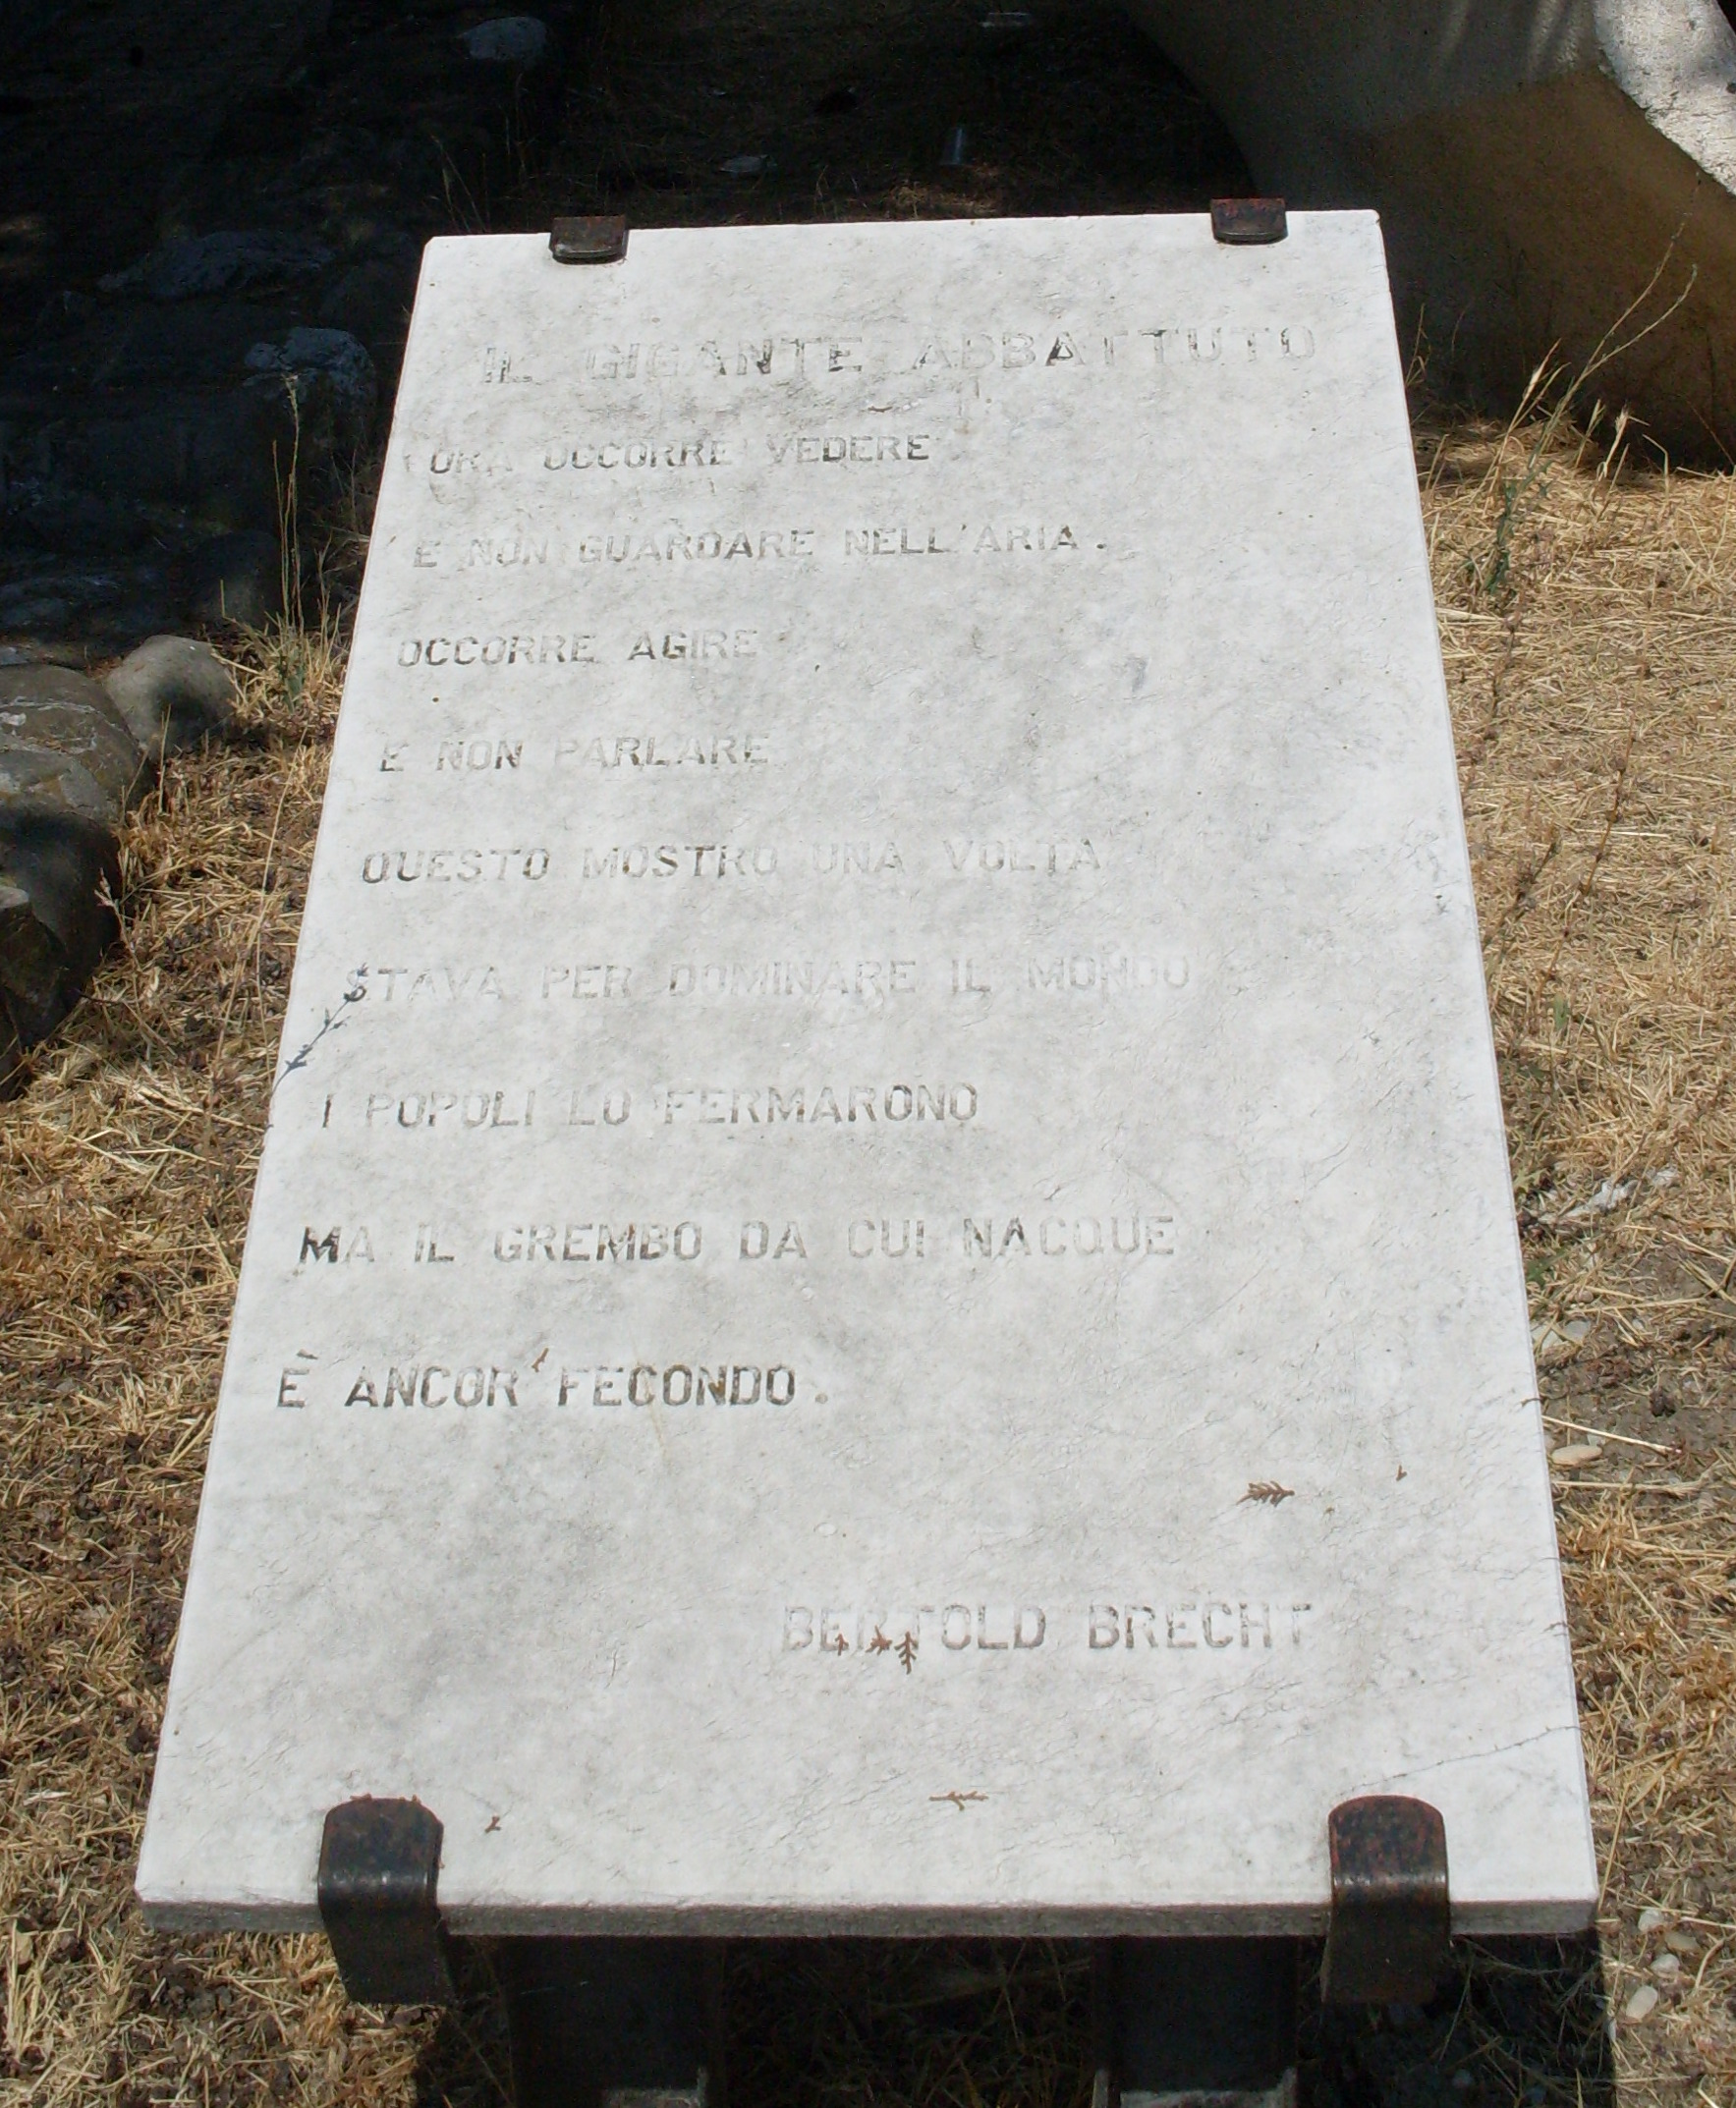 IL GIGANTE ABBATTUTO
ORA OCCORRE VEDERE
E NON GUARDARE NELL'ARIA.
OCCORRE AGIRE
E NON PARLARE
QUESTO MOSTRO UNA VOLTA
STAVA PER DOMINARE IL MONDO
I POPOLI LO FERMARONO
MA IL GREMBO DA CUI NACQUE
È ANCOR FECONDO.
BERTOLD BRECHT